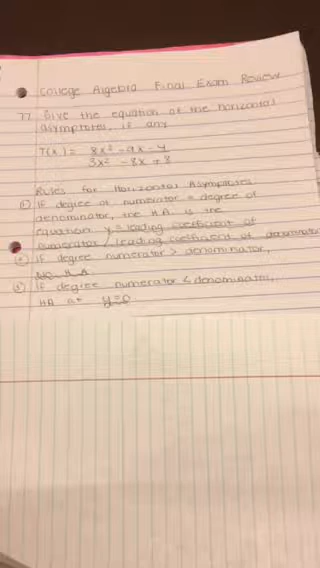 College Algebra Final Exam Review
77 Give the equation of the horizontal
asymptotes, if any
T(x) = 8x² - 9x - 4
3x² - 8x + 8
Rules for Horizontal Asymptotes
① If degree of numerator = degree of
denominator, the H.A. is the
equation y = leading coefficient of
numerator / leading coefficient of denominator
② If degree numerator > denominator,
No H.A
③ If degree numerator < denominator,
HA at y=0